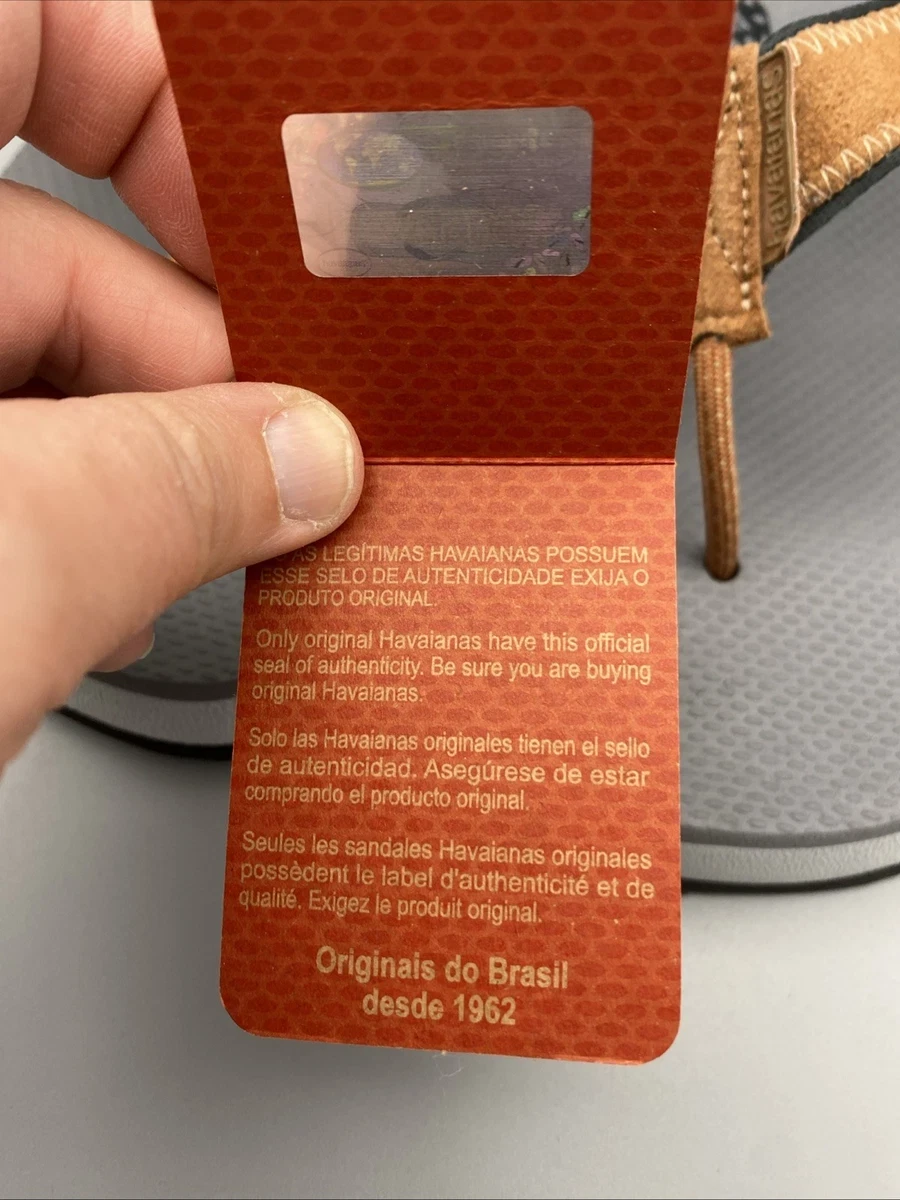 havaianas
AS LEGÍTIMAS HAVAIANAS POSSUEM
ESSE SELO DE AUTENTICIDADE EXIJA O
PRODUTO ORIGINAL.
Only original Havaianas have this official
seal of authenticity. Be sure you are buying
original Havaianas.
Solo las Havaianas originales tienen el sello
de autenticidad. Asegúrese de estar
comprando el producto original.
Seules les sandales Havaianas originales
possèdent le label d'authenticité et de
qualité. Exigez le produit original.
Originais do Brasil
desde 1962